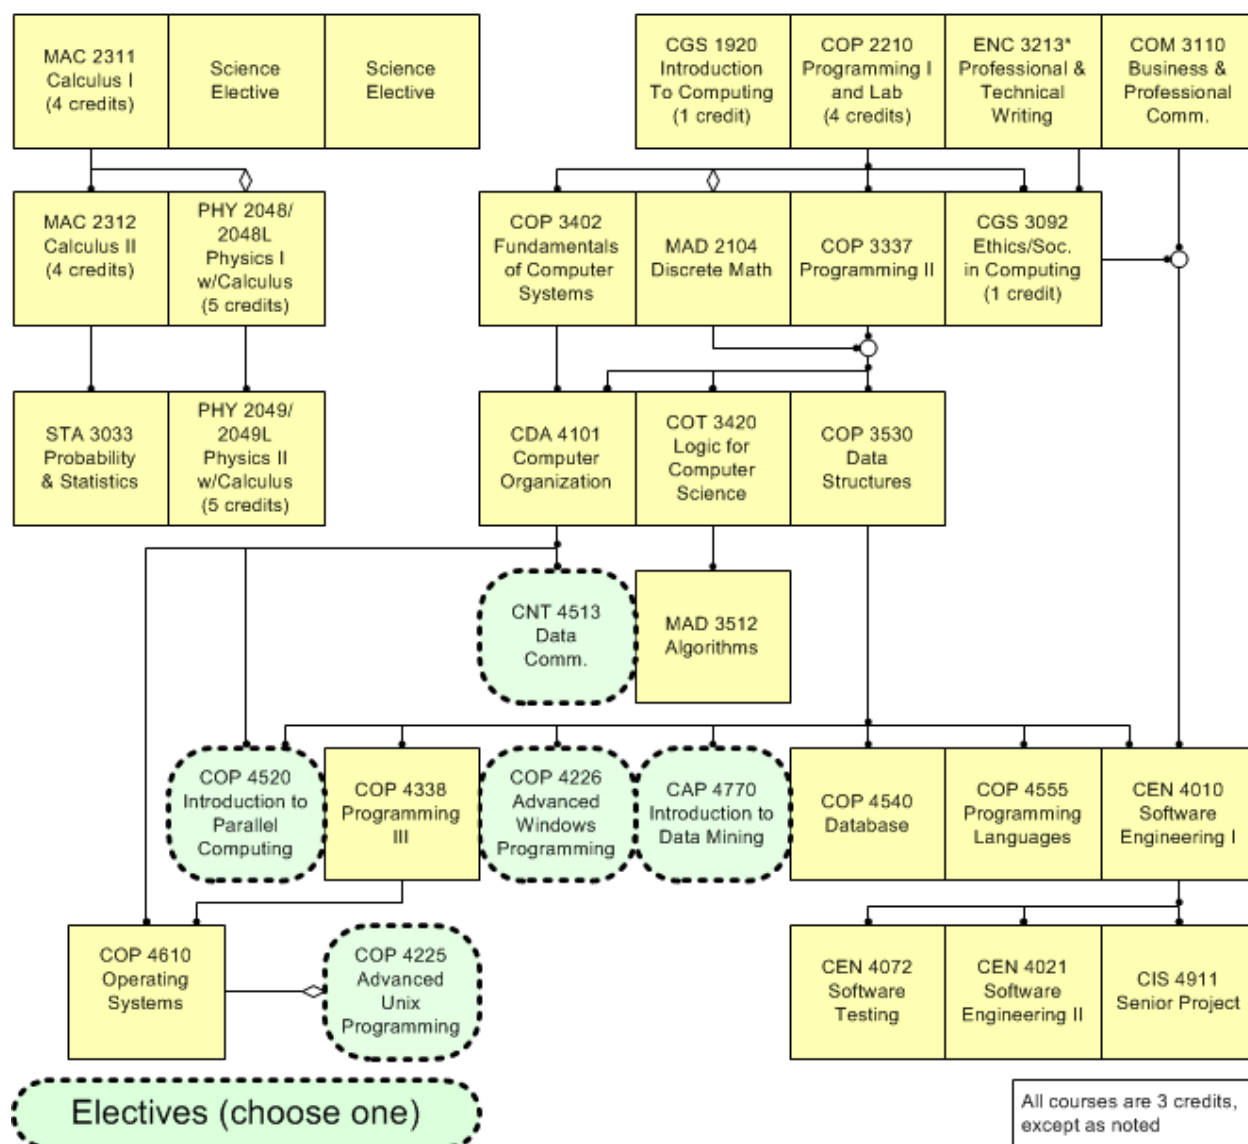 MAC 2311
Calculus I
(4 credits)
Science
Elective
Science
Elective
CGS 1920
Introduction
To Computing
(1 credit)
COP 2210
Programming I
and Lab
(4 credits)
ENC 3213*
Professional &
Technical
Writing
COM 3110
Business &
Professional
Comm.
MAC 2312
Calculus II
(4 credits)
PHY 2048/
2048L
Physics I
w/Calculus
(5 credits)
COP 3402
Fundamentals
of Computer
Systems
MAD 2104
Discrete Math
COP 3337
Programming II
CGS 3092
Ethics/Soc.
in Computing
(1 credit)
STA 3033
Probability
& Statistics
PHY 2049/
2049L
Physics II
w/Calculus
(5 credits)
CDA 4101
Computer
Organization
COT 3420
Logic for
Computer
Science
COP 3530
Data
Structures
CNT 4513
Data
Comm.
MAD 3512
Algorithms
COP 4520
Introduction to
Parallel
Computing
COP 4338
Programming
III
COP 4226
Advanced
Windows
Programming
CAP 4770
Introduction to
Data Mining
COP 4540
Database
COP 4555
Programming
Languages
CEN 4010
Software
Engineering I
COP 4610
Operating
Systems
COP 4225
Advanced
Unix
Programming
CEN 4072
Software
Testing
CEN 4021
Software
Engineering II
CIS 4911
Senior Project
Electives (choose one)
All courses are 3 credits,
except as noted